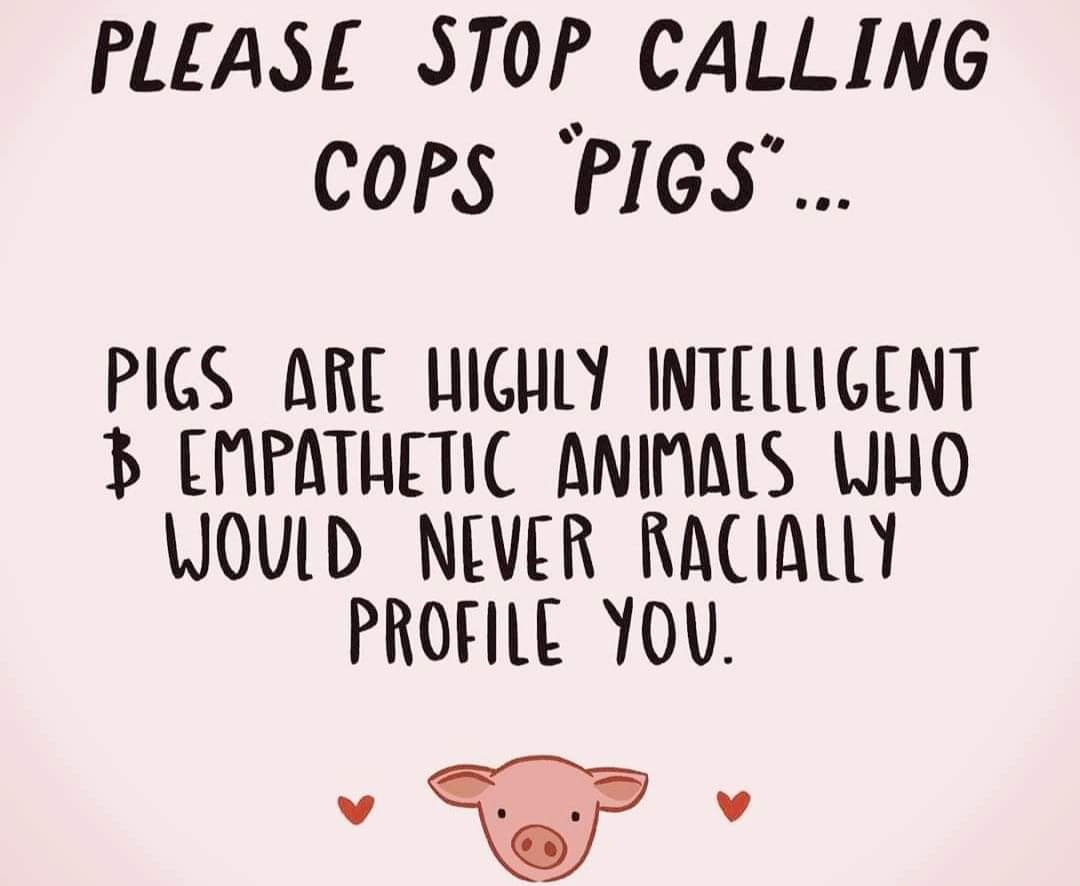 PLEASE STOP CALLING
COPS "PIGS"...
PIGS ARE HIGHLY INTELLIGENT
& EMPATHETIC ANIMALS WHO
WOULD NEVER RACIALLY
PROFILE YOU.